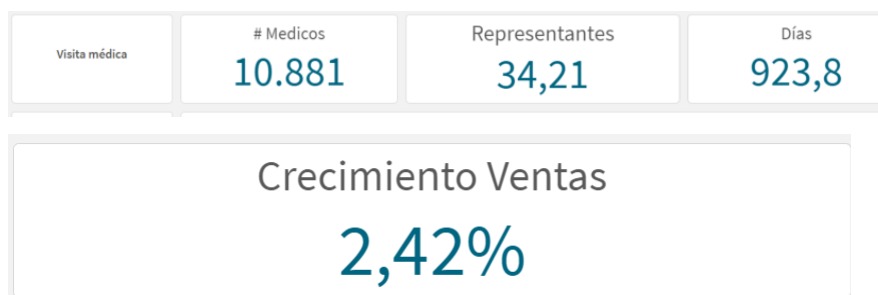 Visita médica
# Medicos
10.881
Representantes
34,21
Días
923,8
Crecimiento Ventas
2,42%